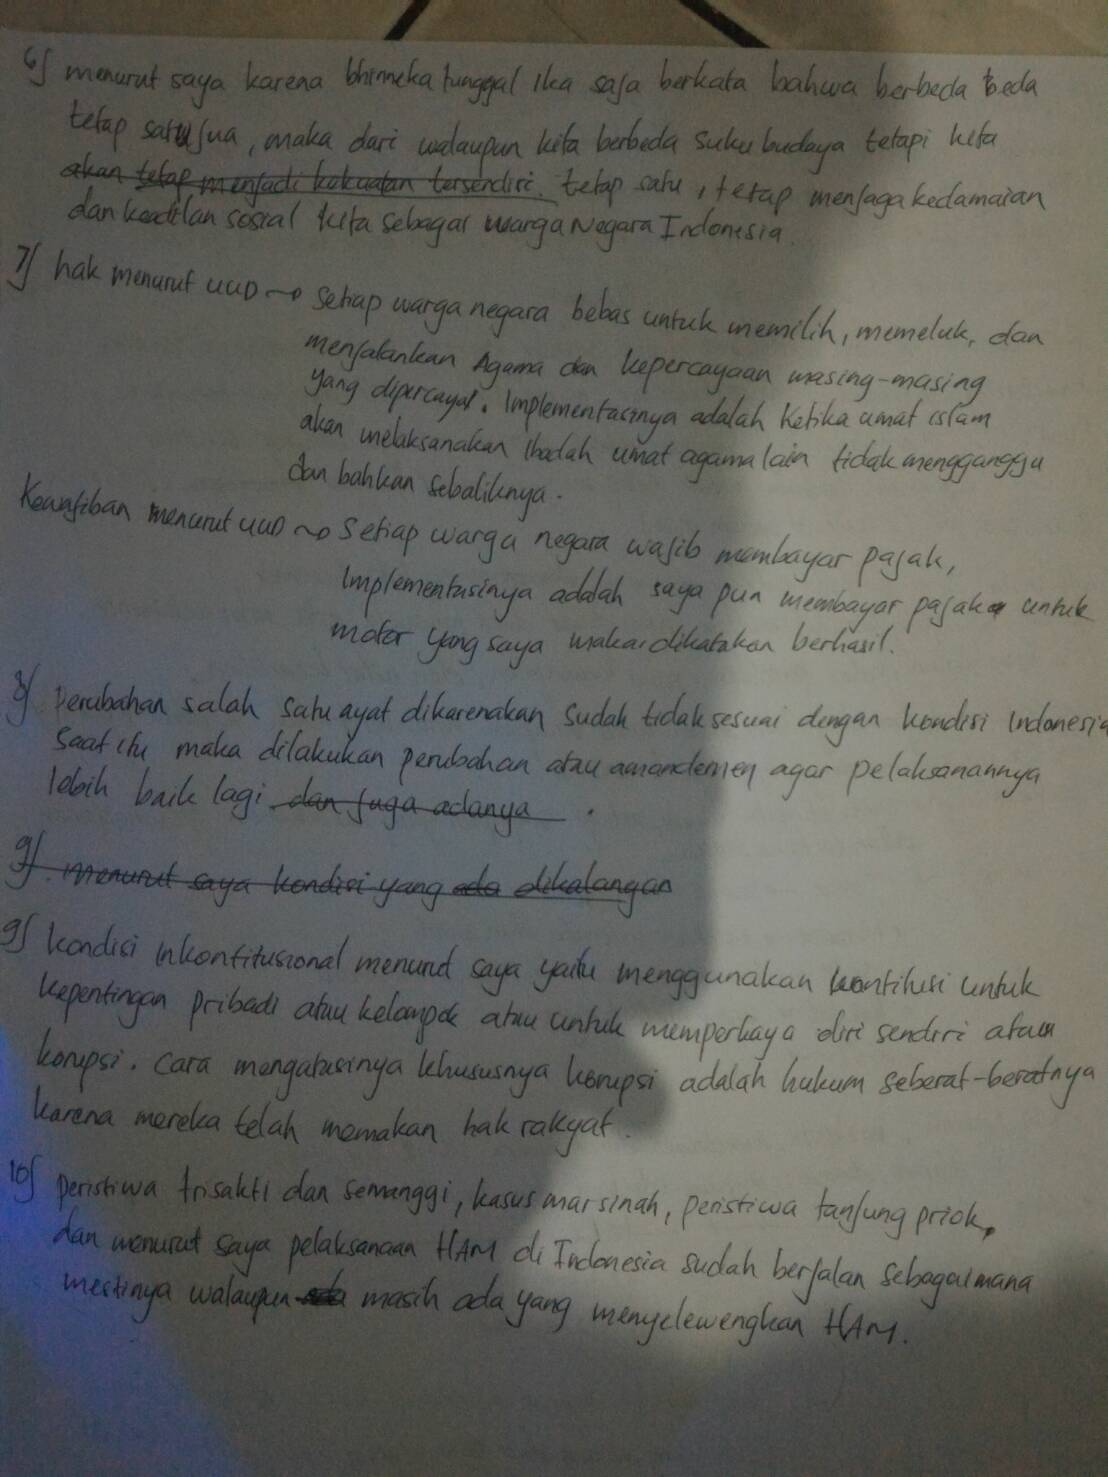 6) menurut saya karena bhinneka tunggal ika saja berkata bahwa berbeda beda
tetap satu jua, maka dari walaupun kita berbeda suku budaya tetapi kita
akan tetap menjadi kekuatan tersendiri. tetap satu, tetap menjaga kedamaian
dan keadilan sosial kita sebagai warga Negara Indonesia.
7) hak menurut UUD → setiap warga negara bebas untuk memilih, memeluk, dan
menjalankan Agama dan kepercayaan masing-masing
yang dipercayai. Implementasinya adalah ketika umat islam
akan melaksanakan Ibadah umat agama lain tidak mengganggu
dan bahkan sebaliknya.
Kewajiban menurut UUD → Setiap warga negara wajib membayar pajak,
Implementasinya adalah saya pun membayar pajak untuk
motor yang saya makai dikatakan berhasil.
8) perubahan salah satu ayat dikarenakan sudah tidak sesuai dengan kondisi Indonesia
saat itu maka dilakukan perubahan atau amandemen agar pelaksanannya
lebih baik lagi dan juga adanya .
9). Menurut saya kondisi yang ada dikalangan
9) kondisi inkontitusional menurut saya yaitu menggunakan kontitusi untuk
kepentingan pribadi atau kelompok atau untuk memperkaya diri sendiri atau
korupsi. cara mengatasinya khususnya korupsi adalah hukum seberat-beratnya
karena mereka telah memakan hak rakyat.
10) peristiwa trisakti dan semanggi, kasus marsinah, peristiwa tanjung priok,
dan menurut saya pelaksanaan HAM di Indonesia sudah berjalan sebagaimana
mestinya walaupun masih ada yang menyelewengkan HAM.